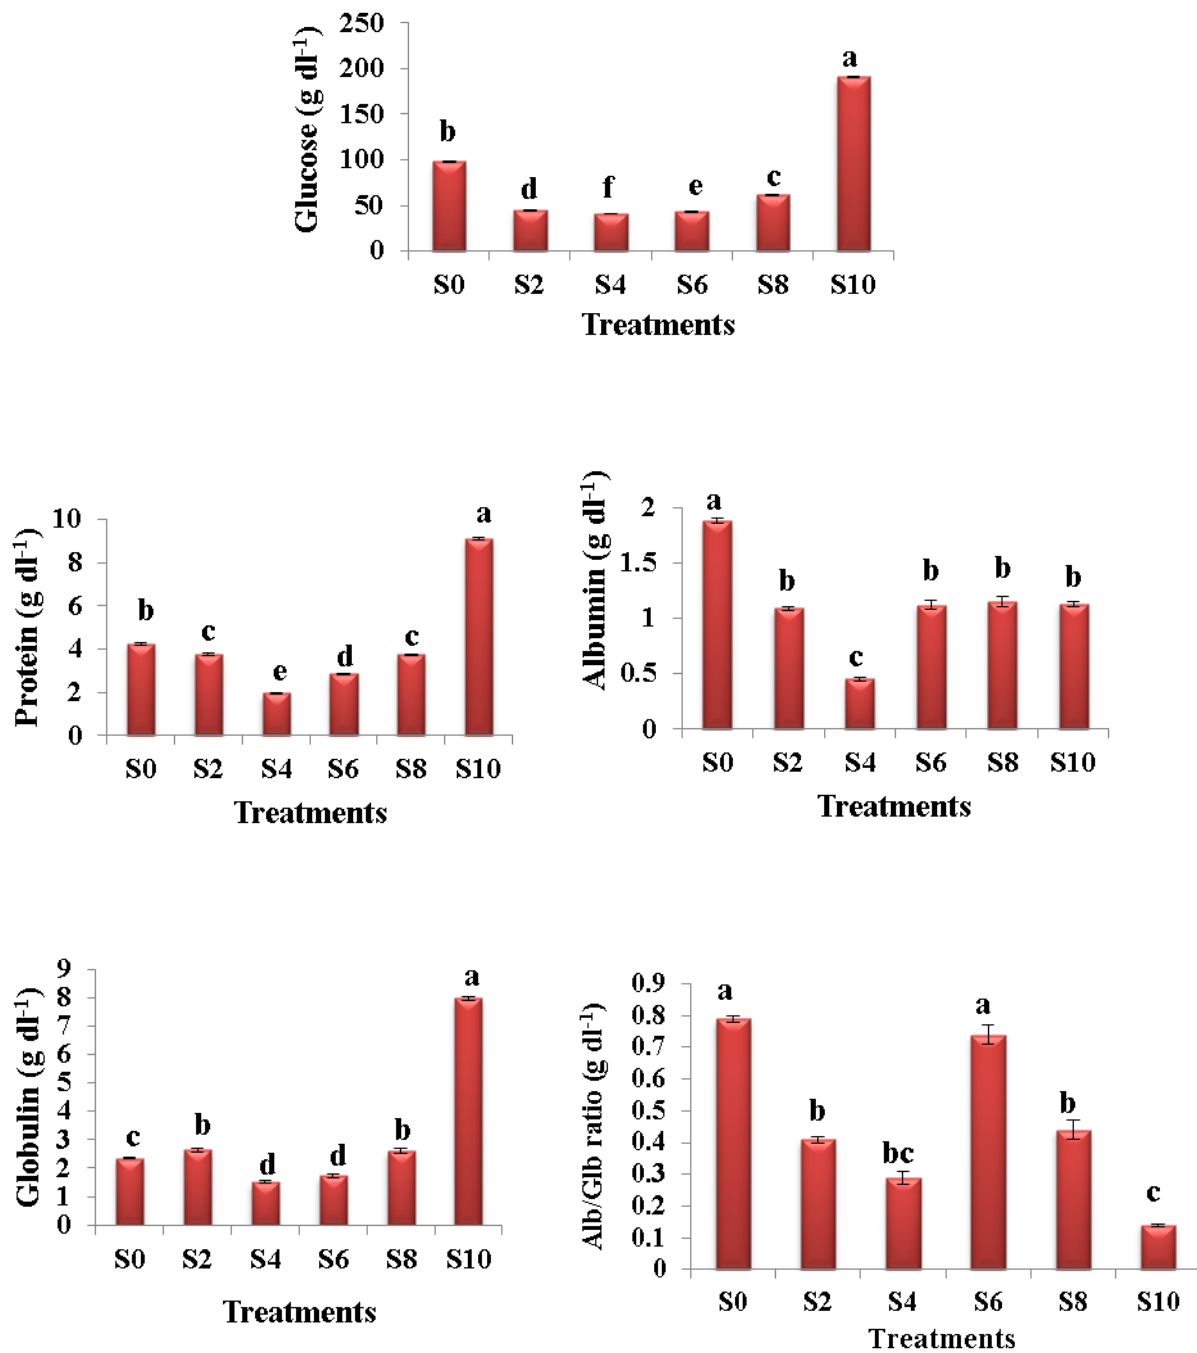 250
200
150
100
50
0
Glucose (g dl-1)
b
d
f
e
c
a
S0 S2 S4 S6 S8 S10
Treatments
10
8
6
4
2
0
Protein (g dl-1)
b
c
e
d
c
a
S0 S2 S4 S6 S8 S10
Treatments
2
1.5
1
0.5
0
Albumin (g dl-1)
a
b
c
b
b
b
S0 S2 S4 S6 S8 S10
Treatments
9
8
7
6
5
4
3
2
1
0
Globulin (g dl-1)
c
b
d
d
b
a
S0 S2 S4 S6 S8 S10
Treatments
0.9
0.8
0.7
0.6
0.5
0.4
0.3
0.2
0.1
0
Alb/Glb ratio (g dl-1)
a
b
bc
a
b
c
S0 S2 S4 S6 S8 S10
Treatments